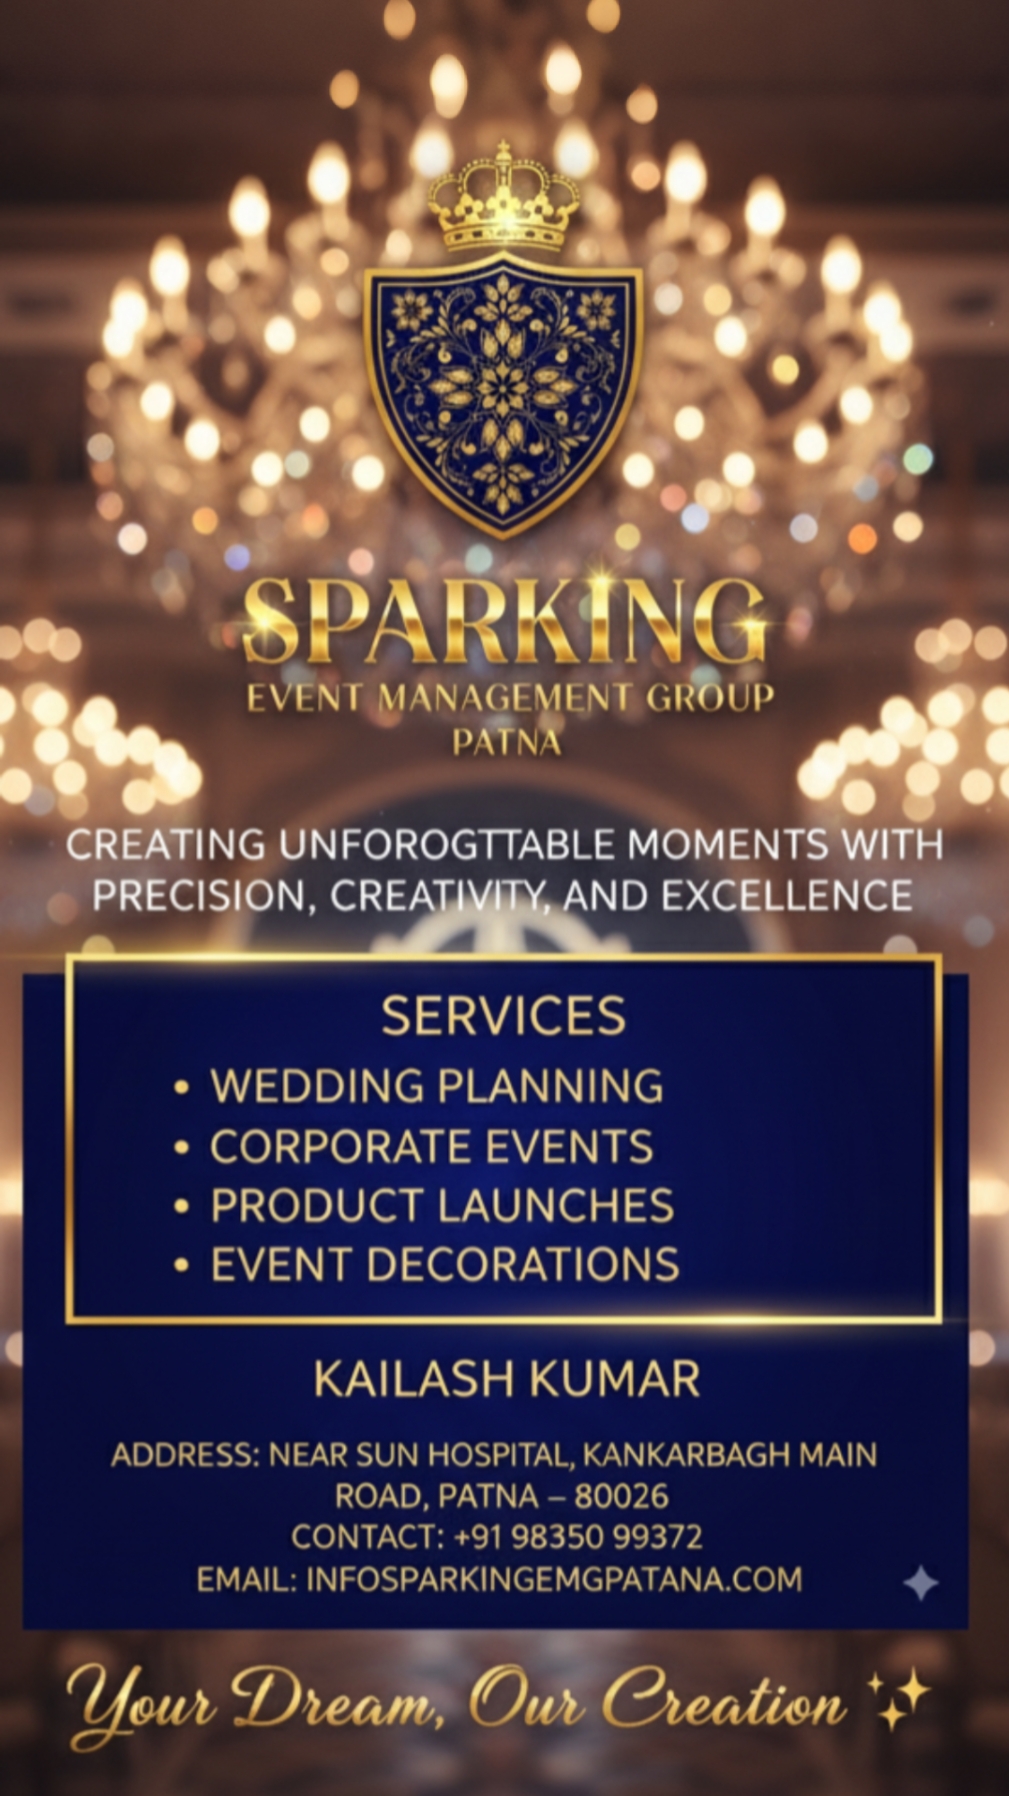 SPARKING
EVENT MANAGEMENT GROUP
PATNA
CREATING UNFOROGTTABLE MOMENTS WITH
PRECISION, CREATIVITY, AND EXCELLENCE
SERVICES
• WEDDING PLANNING
• CORPORATE EVENTS
• PRODUCT LAUNCHES
• EVENT DECORATIONS
KAILASH KUMAR
ADDRESS: NEAR SUN HOSPITAL, KANKARBAGH MAIN
ROAD, PATNA – 80026
CONTACT: +91 98350 99372
EMAIL: INFOSPARKINGEMGPATANA.COM
Your Dream, Our Creation